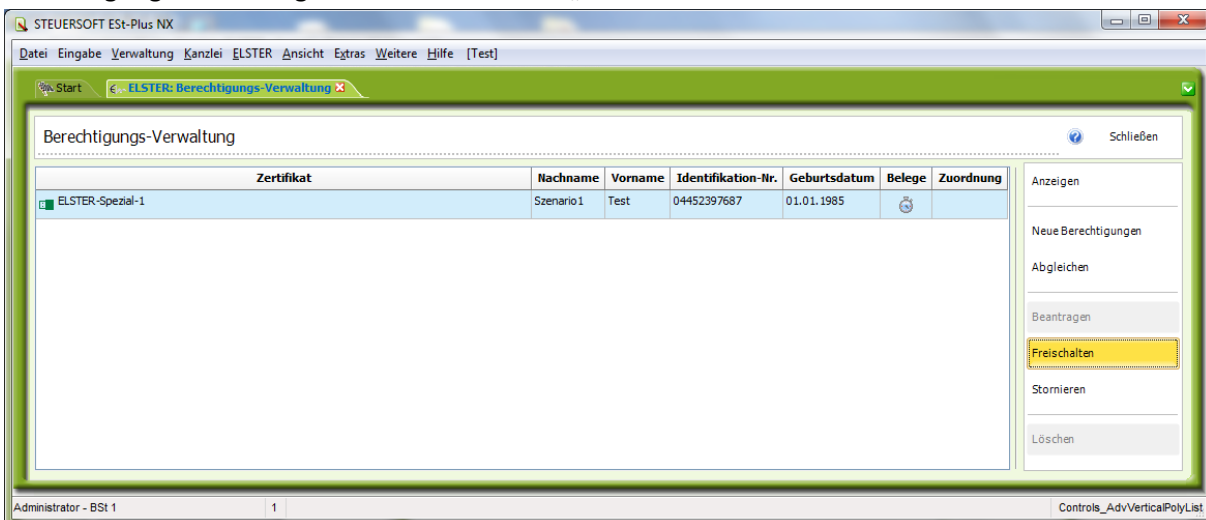 STEUERSOFT ESt-Plus NX
Datei Eingabe Verwaltung Kanzlei ELSTER Ansicht Extras Weitere Hilfe [Test]
Start ELSTER: Berechtigungs-Verwaltung
Berechtigungs-Verwaltung Schließen
Zertifikat Nachname Vorname Identifikation-Nr. Geburtsdatum Belege Zuordnung
ELSTER-Spezial-1 Szenario1 Test 04452397687 01.01.1985
Anzeigen
Neue Berechtigungen
Abgleichen
Beantragen
Freischalten
Stornieren
Löschen
Administrator - BSt 1 1 Controls_AdvVerticalPolyList